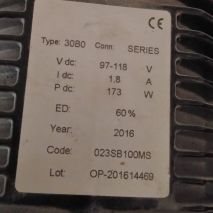 CE
Type: 30B0 Conn: SERIES
V dc: 97-118 V
I dc: 1,8 A
P dc: 173 W
ED: 60%
Year: 2016
Code: 023SB100MS
Lot: OP-201614469